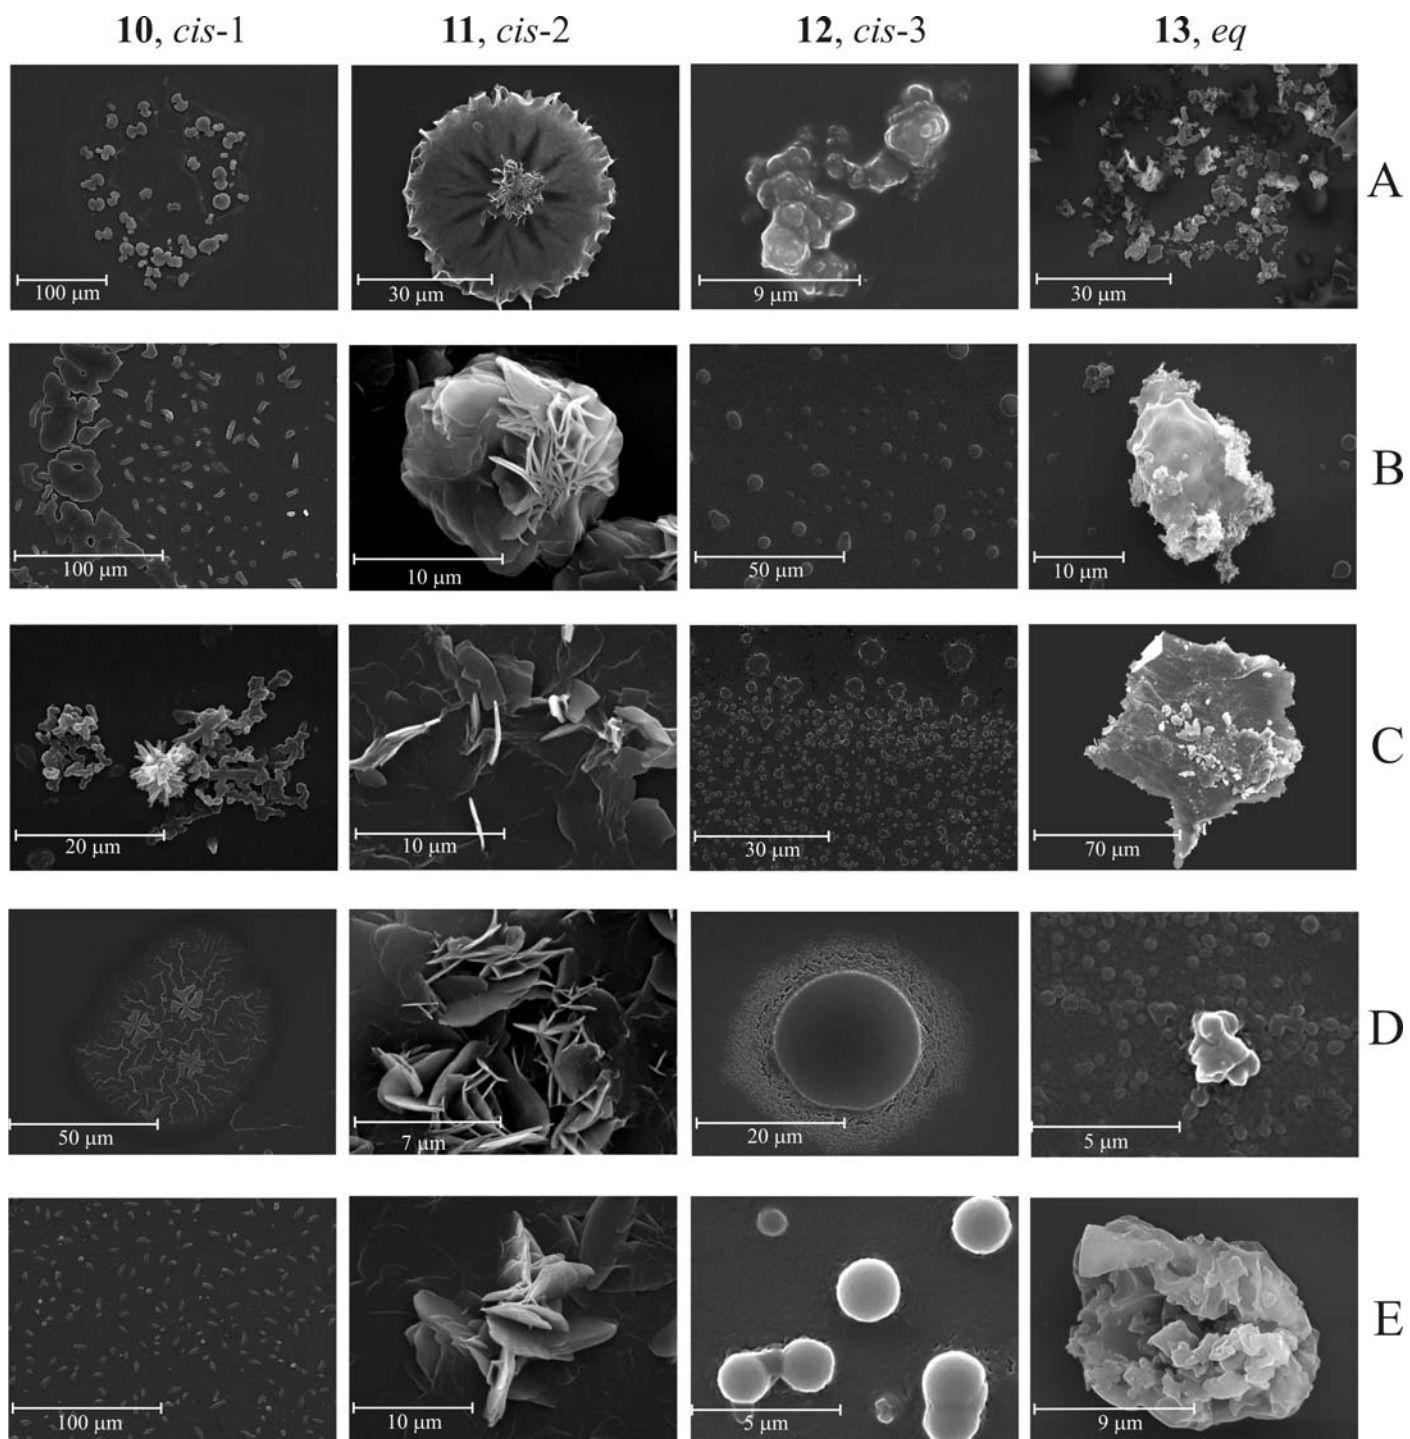 10, cis-1 11, cis-2 12, cis-3 13, eq
100 μm 30 μm 9 μm 30 μm A
100 μm 10 μm 50 μm 10 μm B
20 μm 10 μm 30 μm 70 μm C
50 μm 7 μm 20 μm 5 μm D
100 μm 10 μm 5 μm 9 μm E